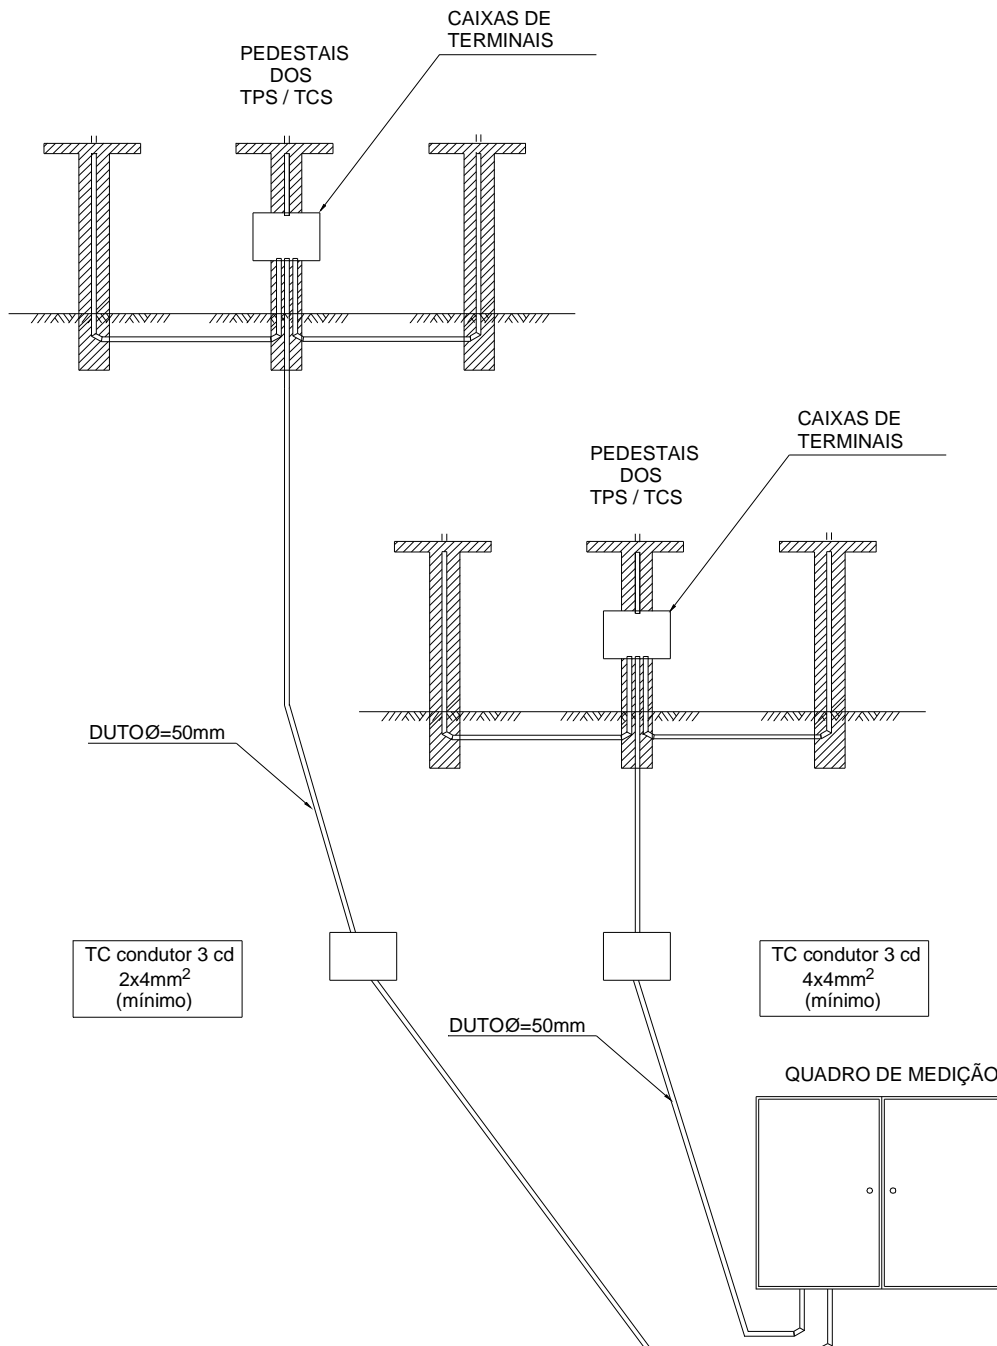 CAIXAS DE
TERMINAIS
PEDESTAIS
DOS
TPS / TCS
CAIXAS DE
TERMINAIS
PEDESTAIS
DOS
TPS / TCS
DUTOØ=50mm
TC condutor 3 cd
2x4mm²
(mínimo)
TC condutor 3 cd
4x4mm²
(mínimo)
DUTOØ=50mm
QUADRO DE MEDIÇÃO